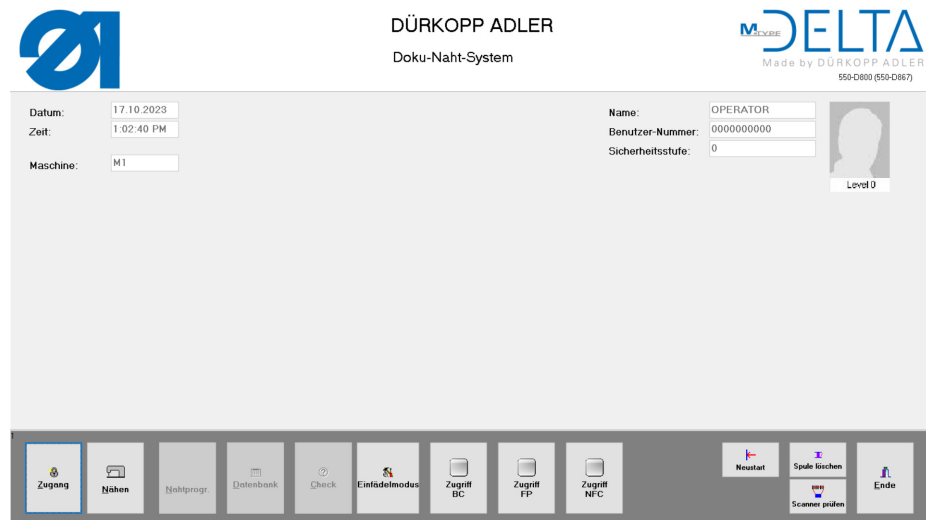 DÜRKOPP ADLER
Doku-Naht-System
M-TYPE DELTA
Made by DÜRKOPP ADLER
550-D800 (550-D867)
Datum: 17.10.2023
Zeit: 1:02:40 PM
Maschine: M1
Name: OPERATOR
Benutzer-Nummer: 0000000000
Sicherheitsstufe: 0
Level 0
1
Zugang
Nähen
Nahtprogr.
Datenbank
Check
Einfädelmodus
Zugriff
BC
Zugriff
FP
Zugriff
NFC
Neustart
Spule löschen
Scanner prüfen
Ende